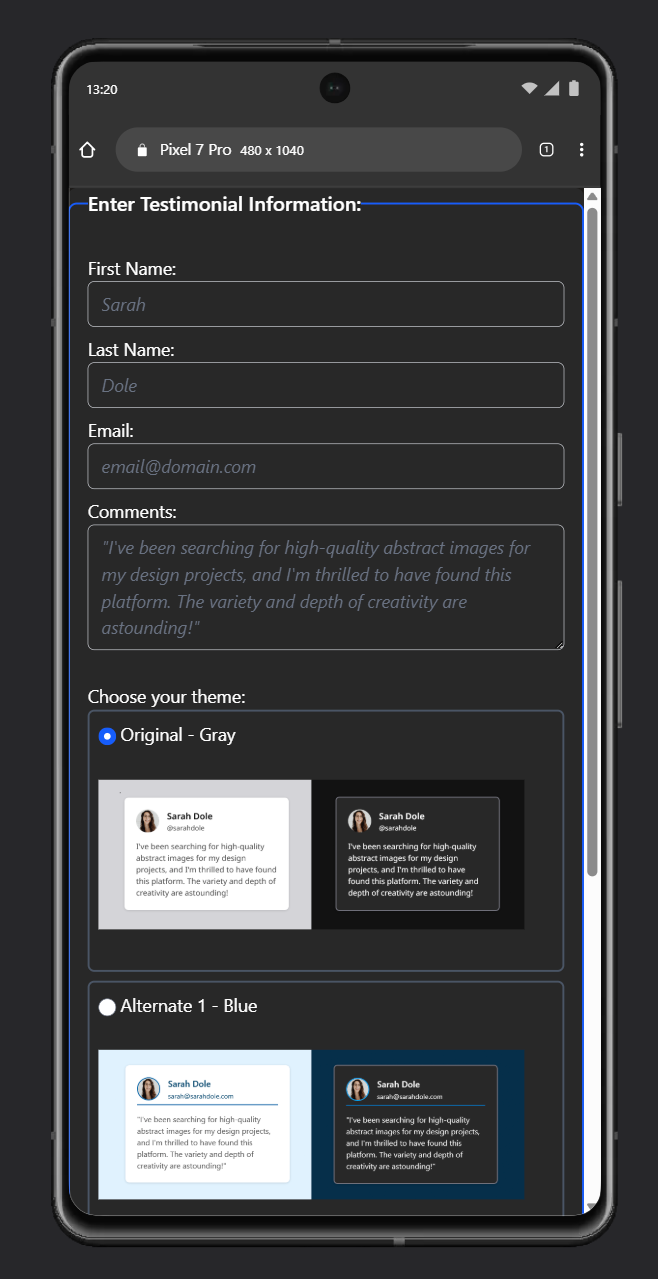 13:20
Pixel 7 Pro 480 x 1040
1
Enter Testimonial Information:
First Name:
Sarah
Last Name:
Dole
Email:
email@domain.com
Comments:
"I've been searching for high-quality abstract images for
my design projects, and I'm thrilled to have found this
platform. The variety and depth of creativity are
astounding!"
Choose your theme:
Original - Gray
Sarah Dole
@sarahdole
I've been searching for high-quality
abstract images for my design
projects, and I'm thrilled to have found
this platform. The variety and depth of
creativity are astounding!
Sarah Dole
@sarahdole
I've been searching for high-quality
abstract images for my design
projects, and I'm thrilled to have found
this platform. The variety and depth of
creativity are astounding!
Alternate 1 - Blue
Sarah Dole
sarah@sarahdole.com
"I've been searching for high-quality
abstract images for my design projects,
and I'm thrilled to have found this
platform. The variety and depth of
creativity are astounding!"
Sarah Dole
sarah@sarahdole.com
"I've been searching for high-quality
abstract images for my design projects,
and I'm thrilled to have found this
platform. The variety and depth of
creativity are astounding!"